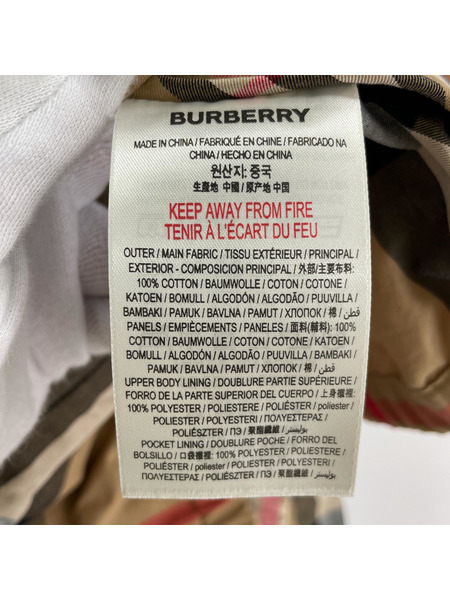 BURBERRY
MADE IN CHINA / FABRIQUÉ EN CHINE / FABRICADO NA
CHINA / HECHO EN CHINA
원산지: 중국
生産地 中國 / 原产地 中国
KEEP AWAY FROM FIRE
TENIR À L'ÉCART DU FEU
OUTER / MAIN FABRIC / TISSU EXTÉRIEUR / PRINCIPAL /
EXTERIOR - COMPOSICION PRINCIPAL / 外部/主要布料:
100% COTTON / BAUMWOLLE / COTON / COTONE /
KATOEN / BOMULL / ALGODÓN / ALGODÃO / PUUVILLA /
BAMBAKI / PAMUK / BAVLNA / PAMUT / ХЛОПОК / 棉 / قطن /
PANELS / EMPIÈCEMENTS / PANELES / 面料(輔料): 100%
COTTON / BAUMWOLLE / COTON / COTONE / KATOEN /
BOMULL / ALGODÓN / ALGODÃO / PUUVILLA / BAMBAKI /
PAMUK / BAVLNA / PAMUT / ХЛОПОК / 棉 / قطن /
UPPER BODY LINING / DOUBLURE PARTIE SUPÉRIEURE /
FORRO DE LA PARTE SUPERIOR DEL CUERPO / 上身襯裡:
100% POLYESTER / POLIESTERE / POLIÉSTER / poliester /
POLIESTER / polyester / POLYESTERI / ΠΟΛΥΕΣΤΕΡΑΣ /
POLIÉSZTER / ПЭ / 聚酯纖維 / بوليستر /
POCKET LINING / DOUBLURE POCHE / FORRO DEL
BOLSILLO / 口袋襯裡: 100% POLYESTER / POLIESTERE /
POLIÉSTER / poliester / POLIESTER / polyester /
POLYESTERI / ΠΟΛΥΕΣΤΕΡΑΣ /
POLIÉSZTER / ПЭ / 聚酯纖維 / بوليستر /